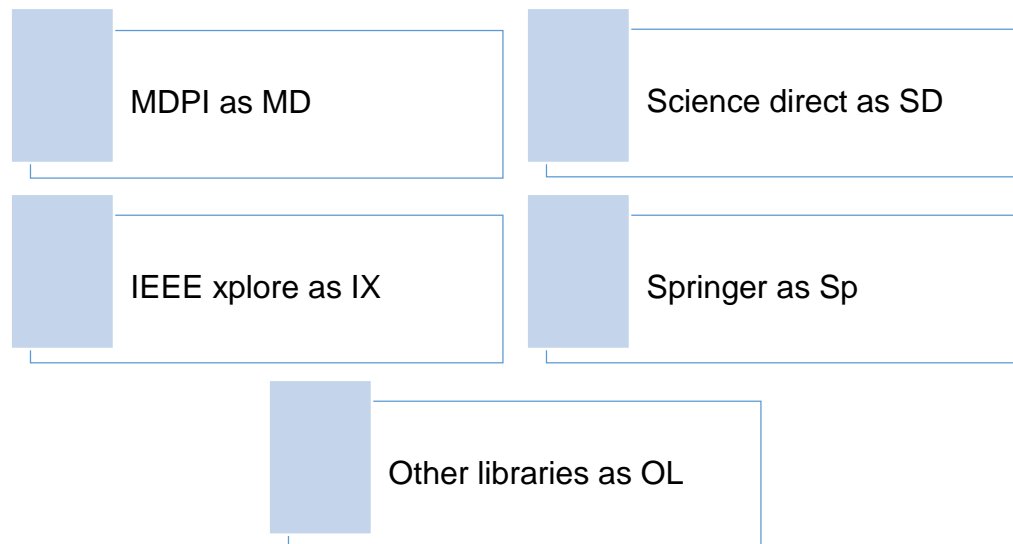 MDPI as MD
Science direct as SD
IEEE xplore as IX
Springer as Sp
Other libraries as OL